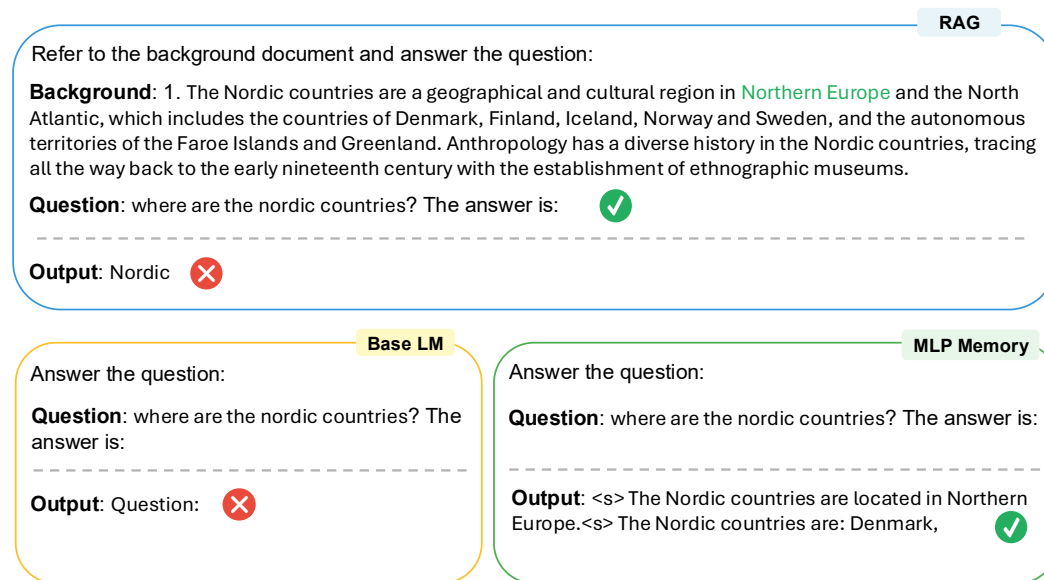 RAG
Refer to the background document and answer the question:
Background: 1. The Nordic countries are a geographical and cultural region in Northern Europe and the North
Atlantic, which includes the countries of Denmark, Finland, Iceland, Norway and Sweden, and the autonomous
territories of the Faroe Islands and Greenland. Anthropology has a diverse history in the Nordic countries, tracing
all the way back to the early nineteenth century with the establishment of ethnographic museums.
Question: where are the nordic countries? The answer is:
Output: Nordic
Base LM
Answer the question:
Question: where are the nordic countries? The
answer is:
Output: Question:
MLP Memory
Answer the question:
Question: where are the nordic countries? The answer is:
Output: <s> The Nordic countries are located in Northern
Europe.<s> The Nordic countries are: Denmark,